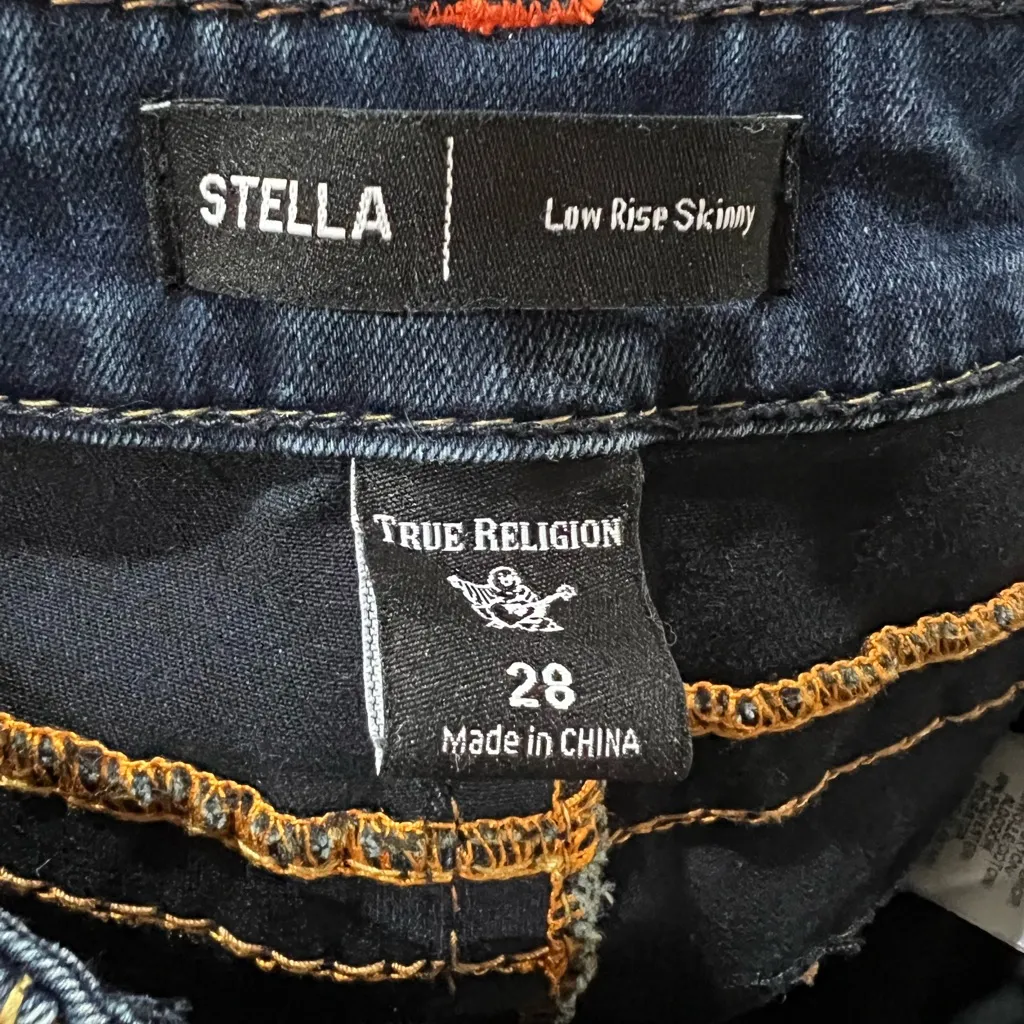 STELLA
Low Rise Skinny
TRUE RELIGION
28
Made in CHINA